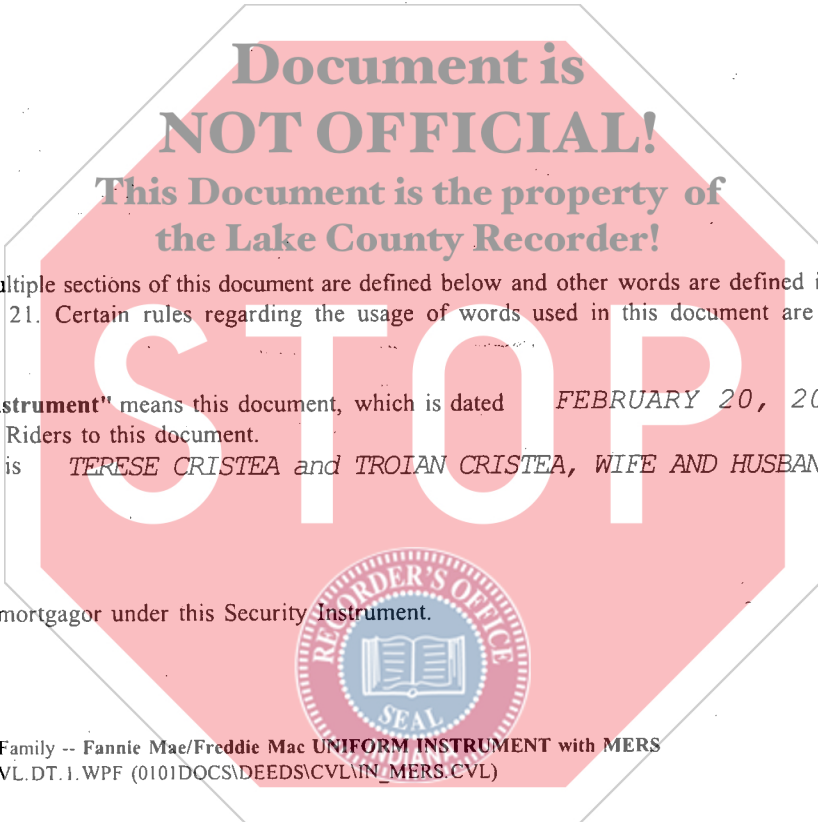 Document is
NOT OFFICIAL!
This Document is the property of
the Lake County Recorder!
ultiple sections of this document are defined below and other words are defined i
21. Certain rules regarding the usage of words used in this document are
STOP
strument" means this document, which is dated FEBRUARY 20, 20
Riders to this document.
is TERESE CRISTEA and TROIAN CRISTEA, WIFE AND HUSBAN
mortgagor under this Security Instrument.
RECORDER'S OFFICE
SEAL
INDIANA
Family -- Fannie Mae/Freddie Mac UNIFORM INSTRUMENT with MERS
VL.DT.1.WPF (0101DOCS\DEEDS\CVL\IN_MERS.CVL)